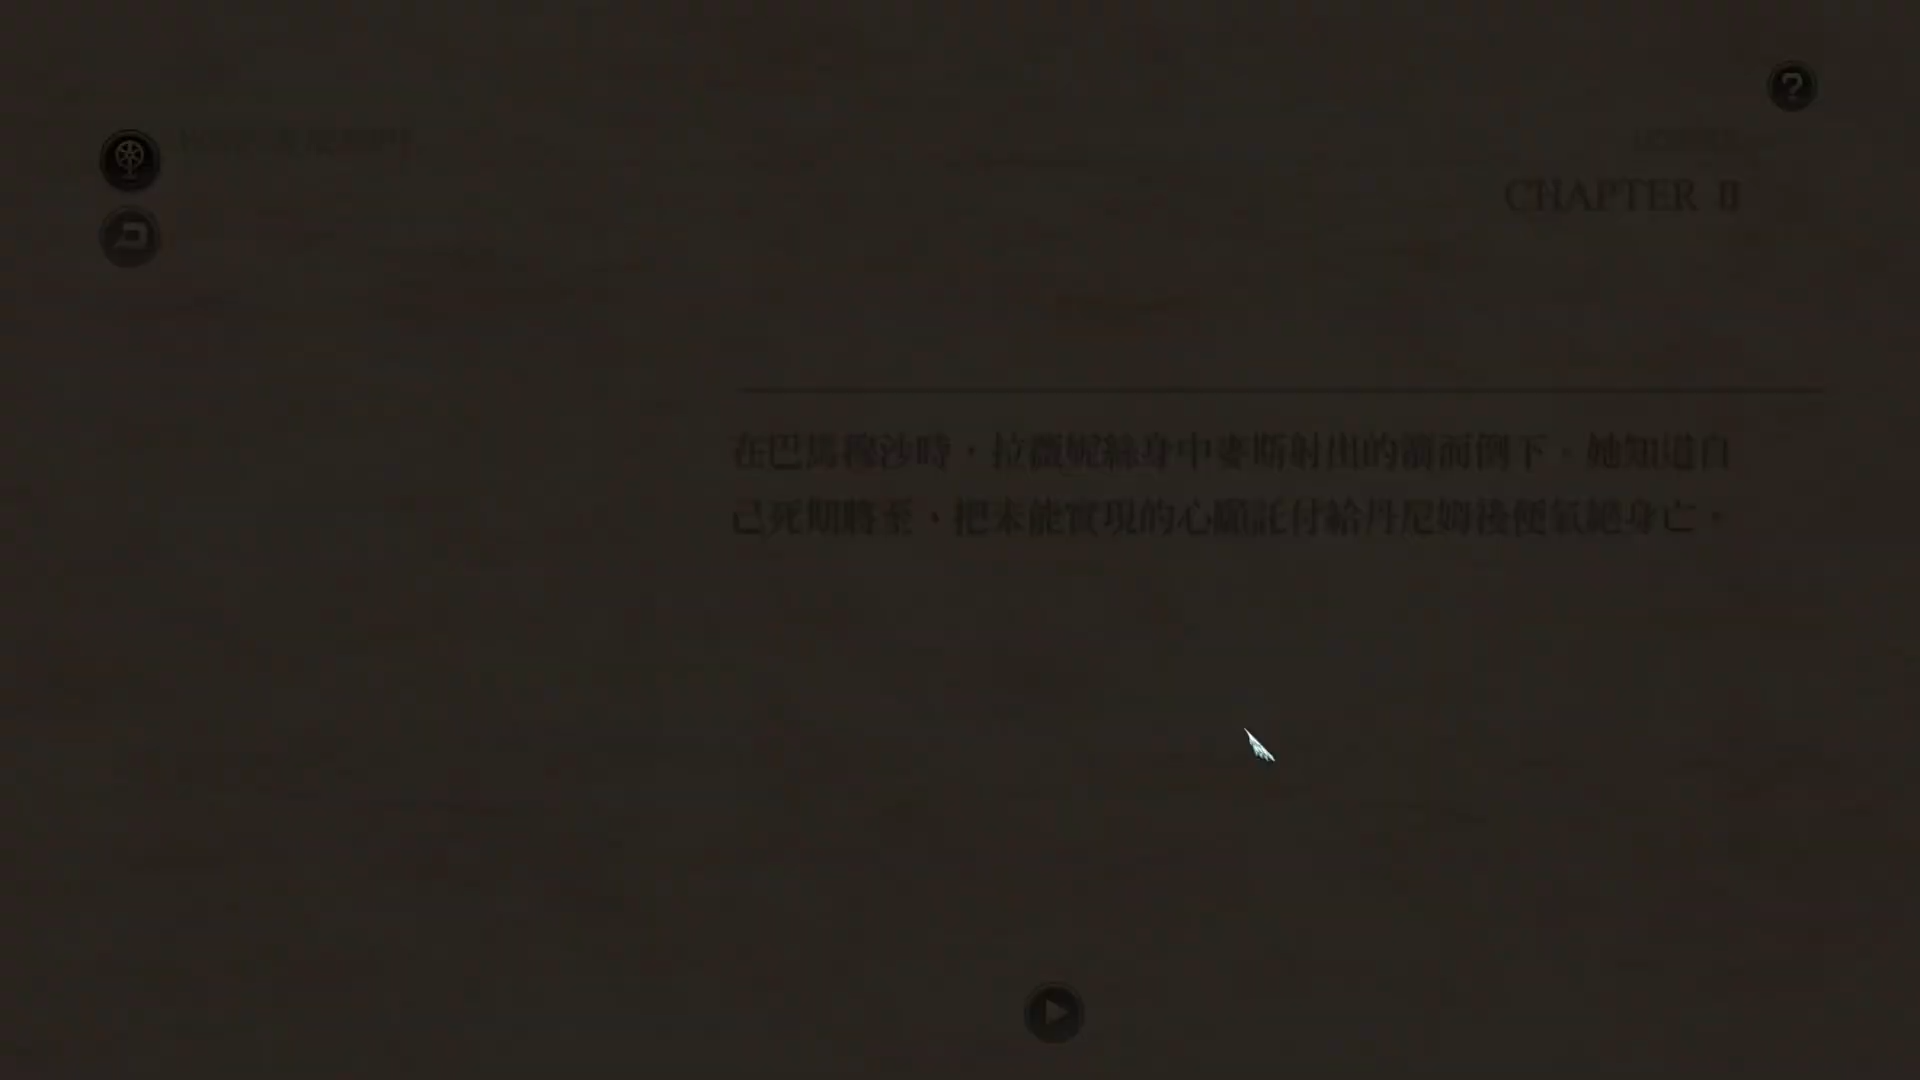 CHAPTER II
在巴馬穆沙時，拉薇妮絲身中麥斯射出的箭而倒下。她知道自
己死期將至，把未能實現的心願託付給丹尼姆後便氣絕身亡。